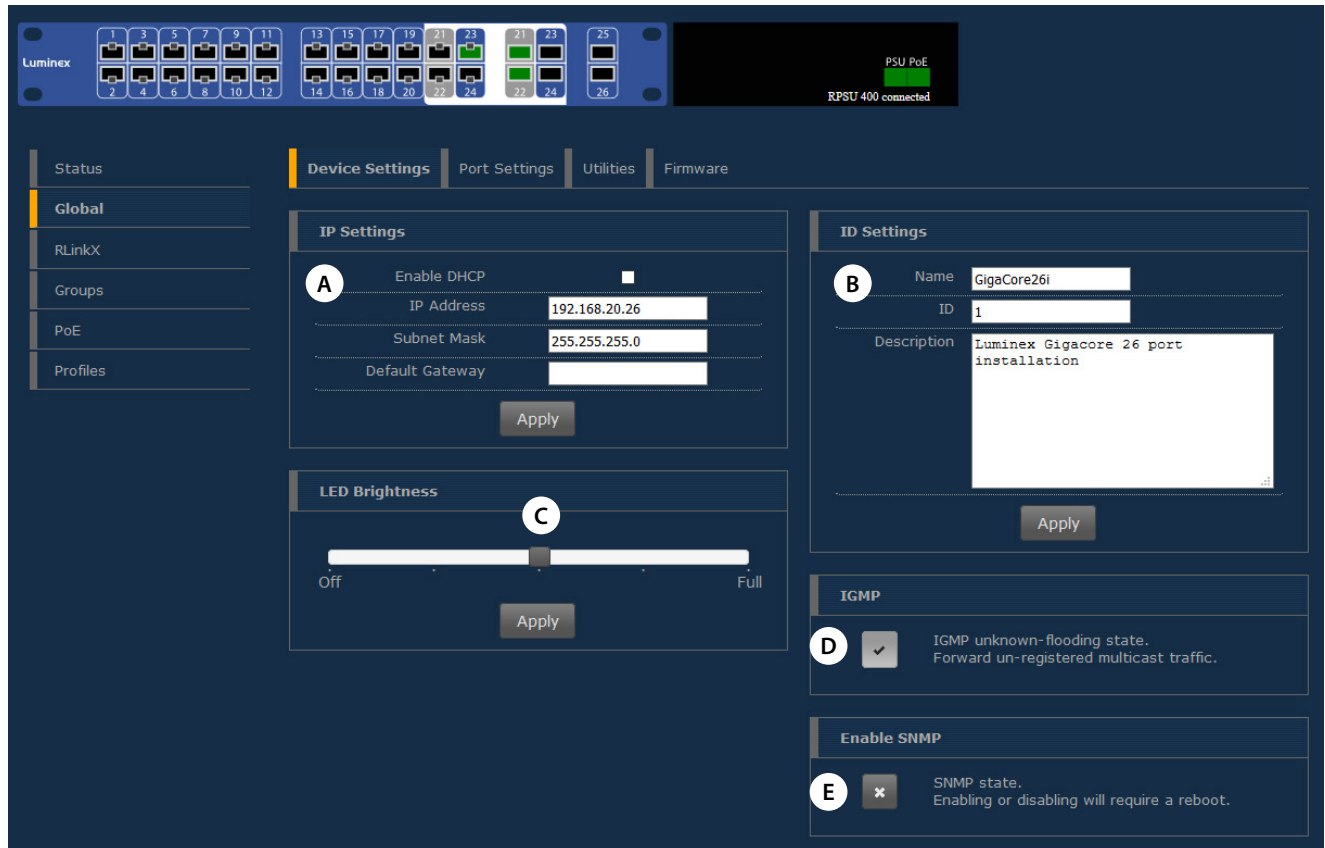 1 3 5 7 9 11 13 15 17 19 21 23 21 23 25
Luminex
PSU PoE
2 4 6 8 10 12 14 16 18 20 22 24 22 24 26
RPSU 400 connected
Status
Global
RLinkX
Groups
PoE
Profiles
Device Settings Port Settings Utilities Firmware
IP Settings
A
Enable DHCP
IP Address 192.168.20.26
Subnet Mask 255.255.255.0
Default Gateway
Apply
LED Brightness
C
Off Full
Apply
ID Settings
B
Name GigaCore26i
ID 1
Description Luminex Gigacore 26 port
installation
Apply
IGMP
D
IGMP unknown-flooding state.
Forward un-registered multicast traffic.
Enable SNMP
E
SNMP state.
Enabling or disabling will require a reboot.